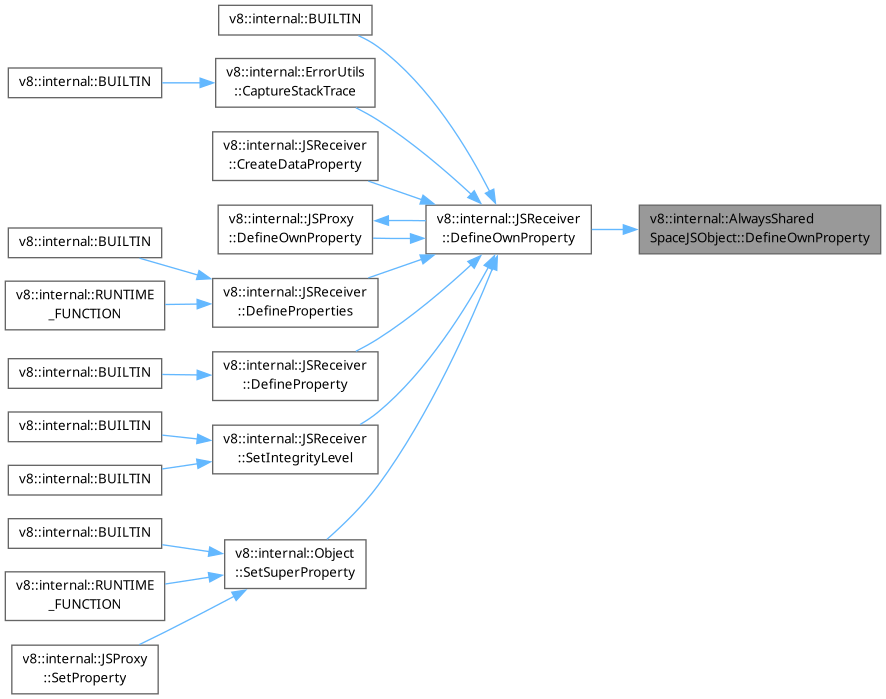 v8::internal::BUILTIN
v8::internal::ErrorUtils
::CaptureStackTrace
v8::internal::BUILTIN
v8::internal::JSReceiver
::CreateDataProperty
v8::internal::JSProxy
::DefineOwnProperty
v8::internal::JSReceiver
::DefineOwnProperty
v8::internal::AlwaysShared
SpaceJSObject::DefineOwnProperty
v8::internal::BUILTIN
v8::internal::RUNTIME
_FUNCTION
v8::internal::JSReceiver
::DefineProperties
v8::internal::BUILTIN
v8::internal::JSReceiver
::DefineProperty
v8::internal::BUILTIN
v8::internal::BUILTIN
v8::internal::JSReceiver
::SetIntegrityLevel
v8::internal::BUILTIN
v8::internal::RUNTIME
_FUNCTION
v8::internal::Object
::SetSuperProperty
v8::internal::JSProxy
::SetProperty